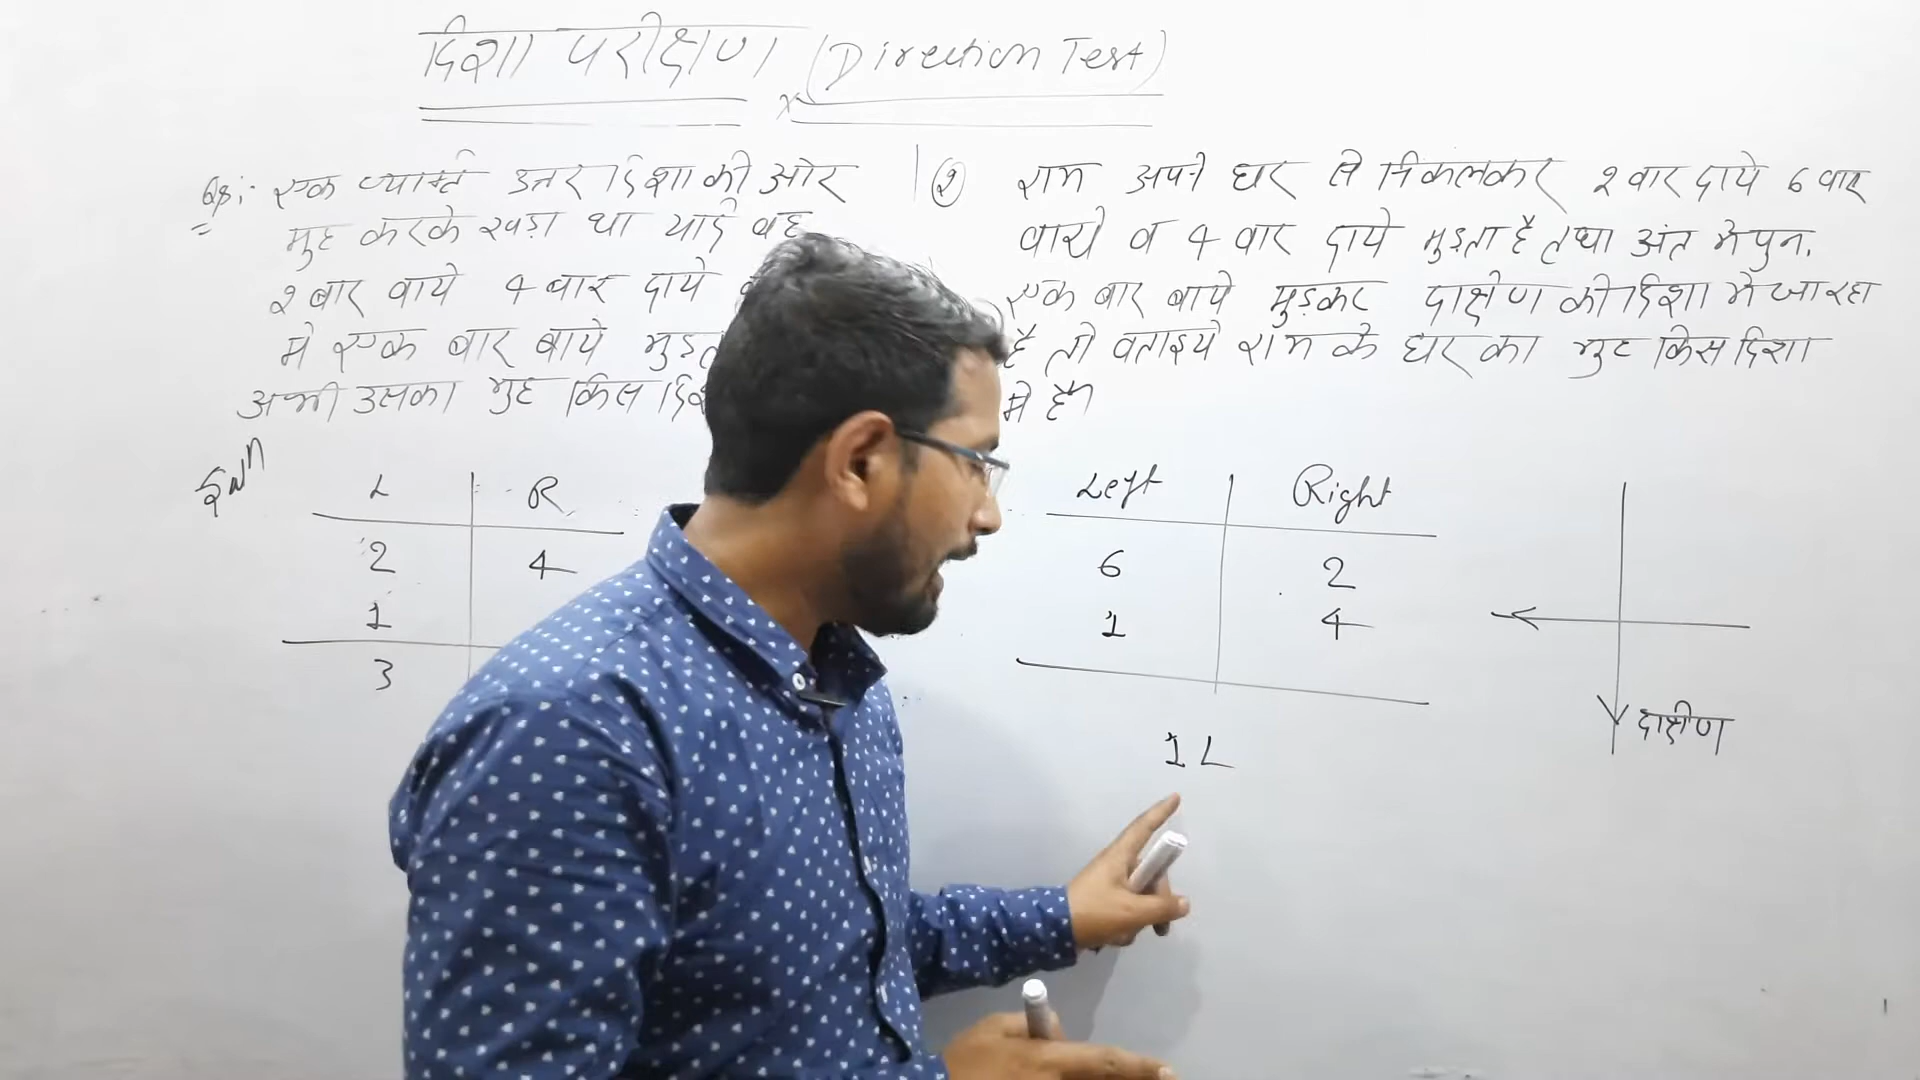 दिशा परीक्षण (Direction Test)
एक व्यक्ति उत्तर दिशा की ओर
मुह करके खड़ा था यदि वह
2 बार बाये 4 बार दाये
मे एक बार बाये
अभी उसका मुह किस
② राम अपने घर से निकलकर 2 बार दाये 6 बार
बाये व 4 बार दाये मुड़ता है तथा अंत मे पुन.
एक बार बाये मुड़कर दक्षिण की दिशा मे जा रहा
है तो बताइये राम के घर का मुह किस दिशा
मे है
Solⁿ
L R
2 4
1
3
Left Right
6 2
1 4
1 L
दक्षिण